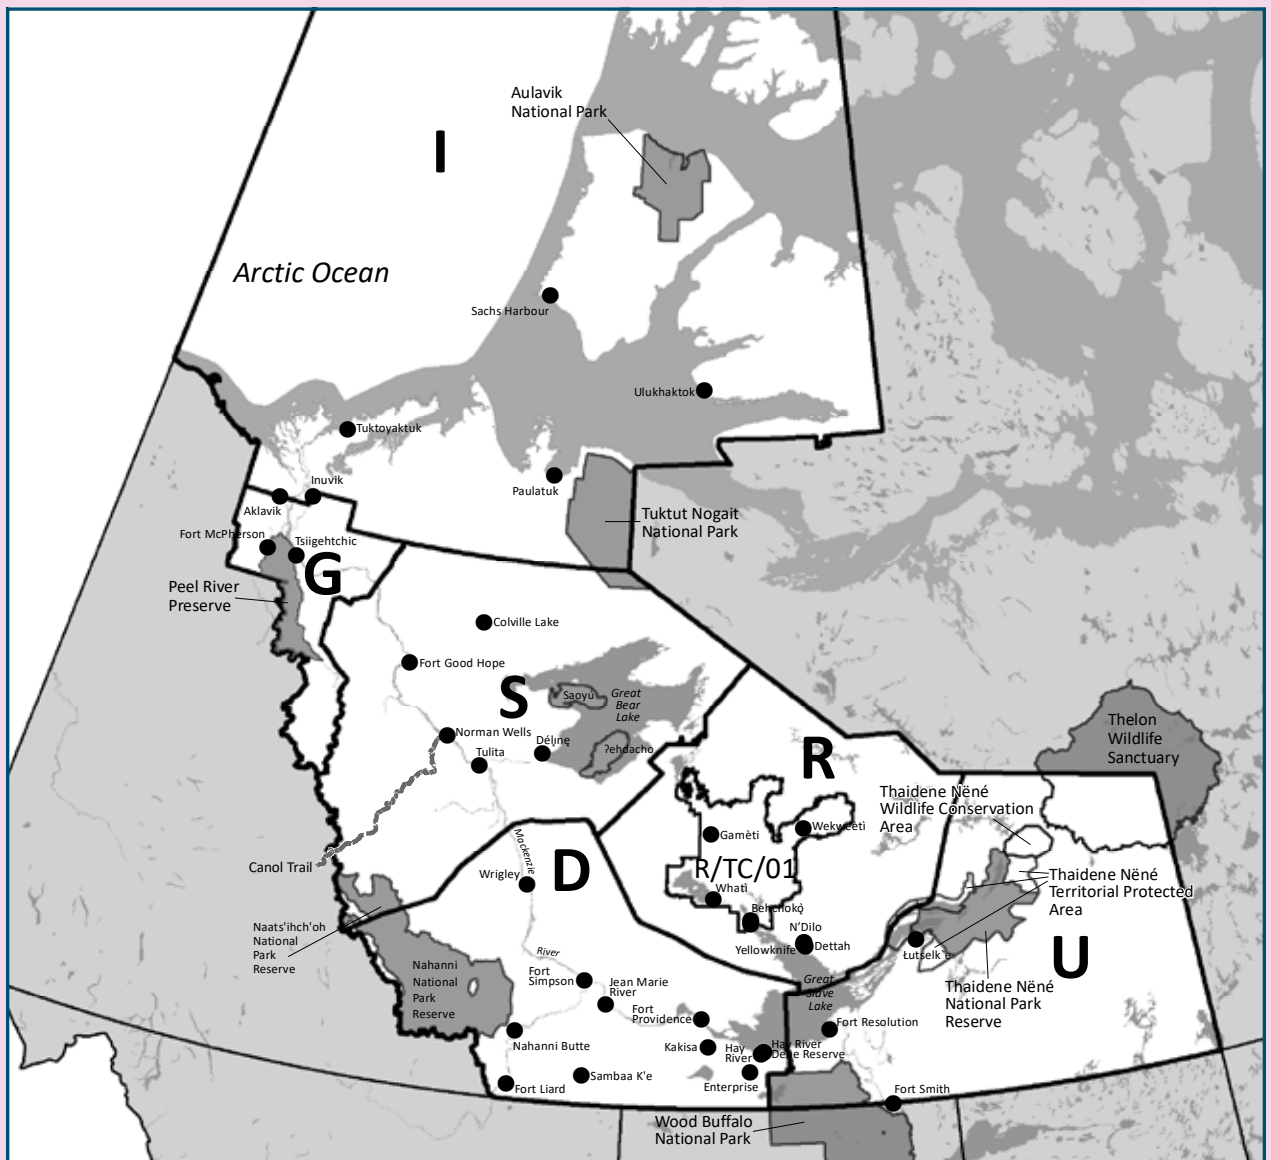 Aulavik
National Park
I
Arctic Ocean
Sachs Harbour
Ulukhaktok
Tuktoyaktuk
Inuvik
Paulatuk
Aklavik
Tuktut Nogait
National Park
Fort McPherson
Tsiigehtchic
G
Peel River
Preserve
Colville Lake
Fort Good Hope
S
Saoyú
Great
Bear
Lake
Norman Wells
Tulita
Délı̨nę
Ɂehdacho
R
Thelon
Wildlife
Sanctuary
Thaidene Nëné
Wildlife Conservation
Area
Wekweètì
Gamètì
Canol Trail
Mackenzie
D
Wrigley
R/TC/01
Whatì
Thaidene Nëné
Territorial Protected
Area
Behchokǫ̀
N'Dilo
Yellowknife
Dettah
Łutselk'e
U
Naats'ihch'oh
National
Park
Reserve
River
Nahanni
National
Park
Reserve
Fort
Simpson
Jean Marie
River
Great
Slave
Lake
Thaidene Nëné
National Park
Reserve
Fort
Providence
Fort Resolution
Nahanni Butte
Kakisa
Hay
River
Hay River
Dene Reserve
Sambaa K'e
Enterprise
Fort Liard
Fort Smith
Wood Buffalo
National Park